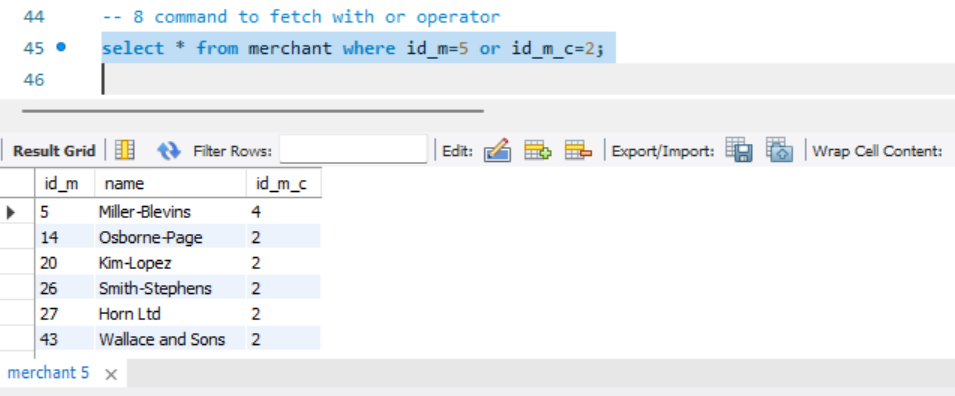 44 -- 8 command to fetch with or operator
45 select * from merchant where id_m=5 or id_m_c=2;
46
Result Grid Filter Rows: Edit: Export/Import: Wrap Cell Content:
id_m name id_m_c
5 Miller-Blevins 4
14 Osborne-Page 2
20 Kim-Lopez 2
26 Smith-Stephens 2
27 Horn Ltd 2
43 Wallace and Sons 2
merchant 5